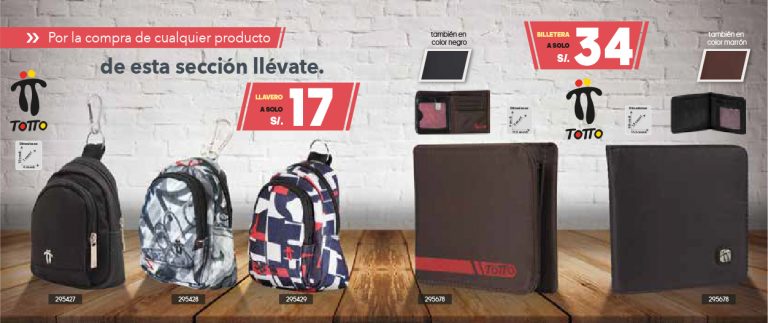 Por la compra de cualquier producto
de esta sección llévate.
TOTTO
LLAVERO
A SOLO
S/. 17
también en
color negro
BILLETERA
A SOLO
S/. 34
también en
color marrón
TOTTO
TOTTO
295427
295428
295429
295678
295678